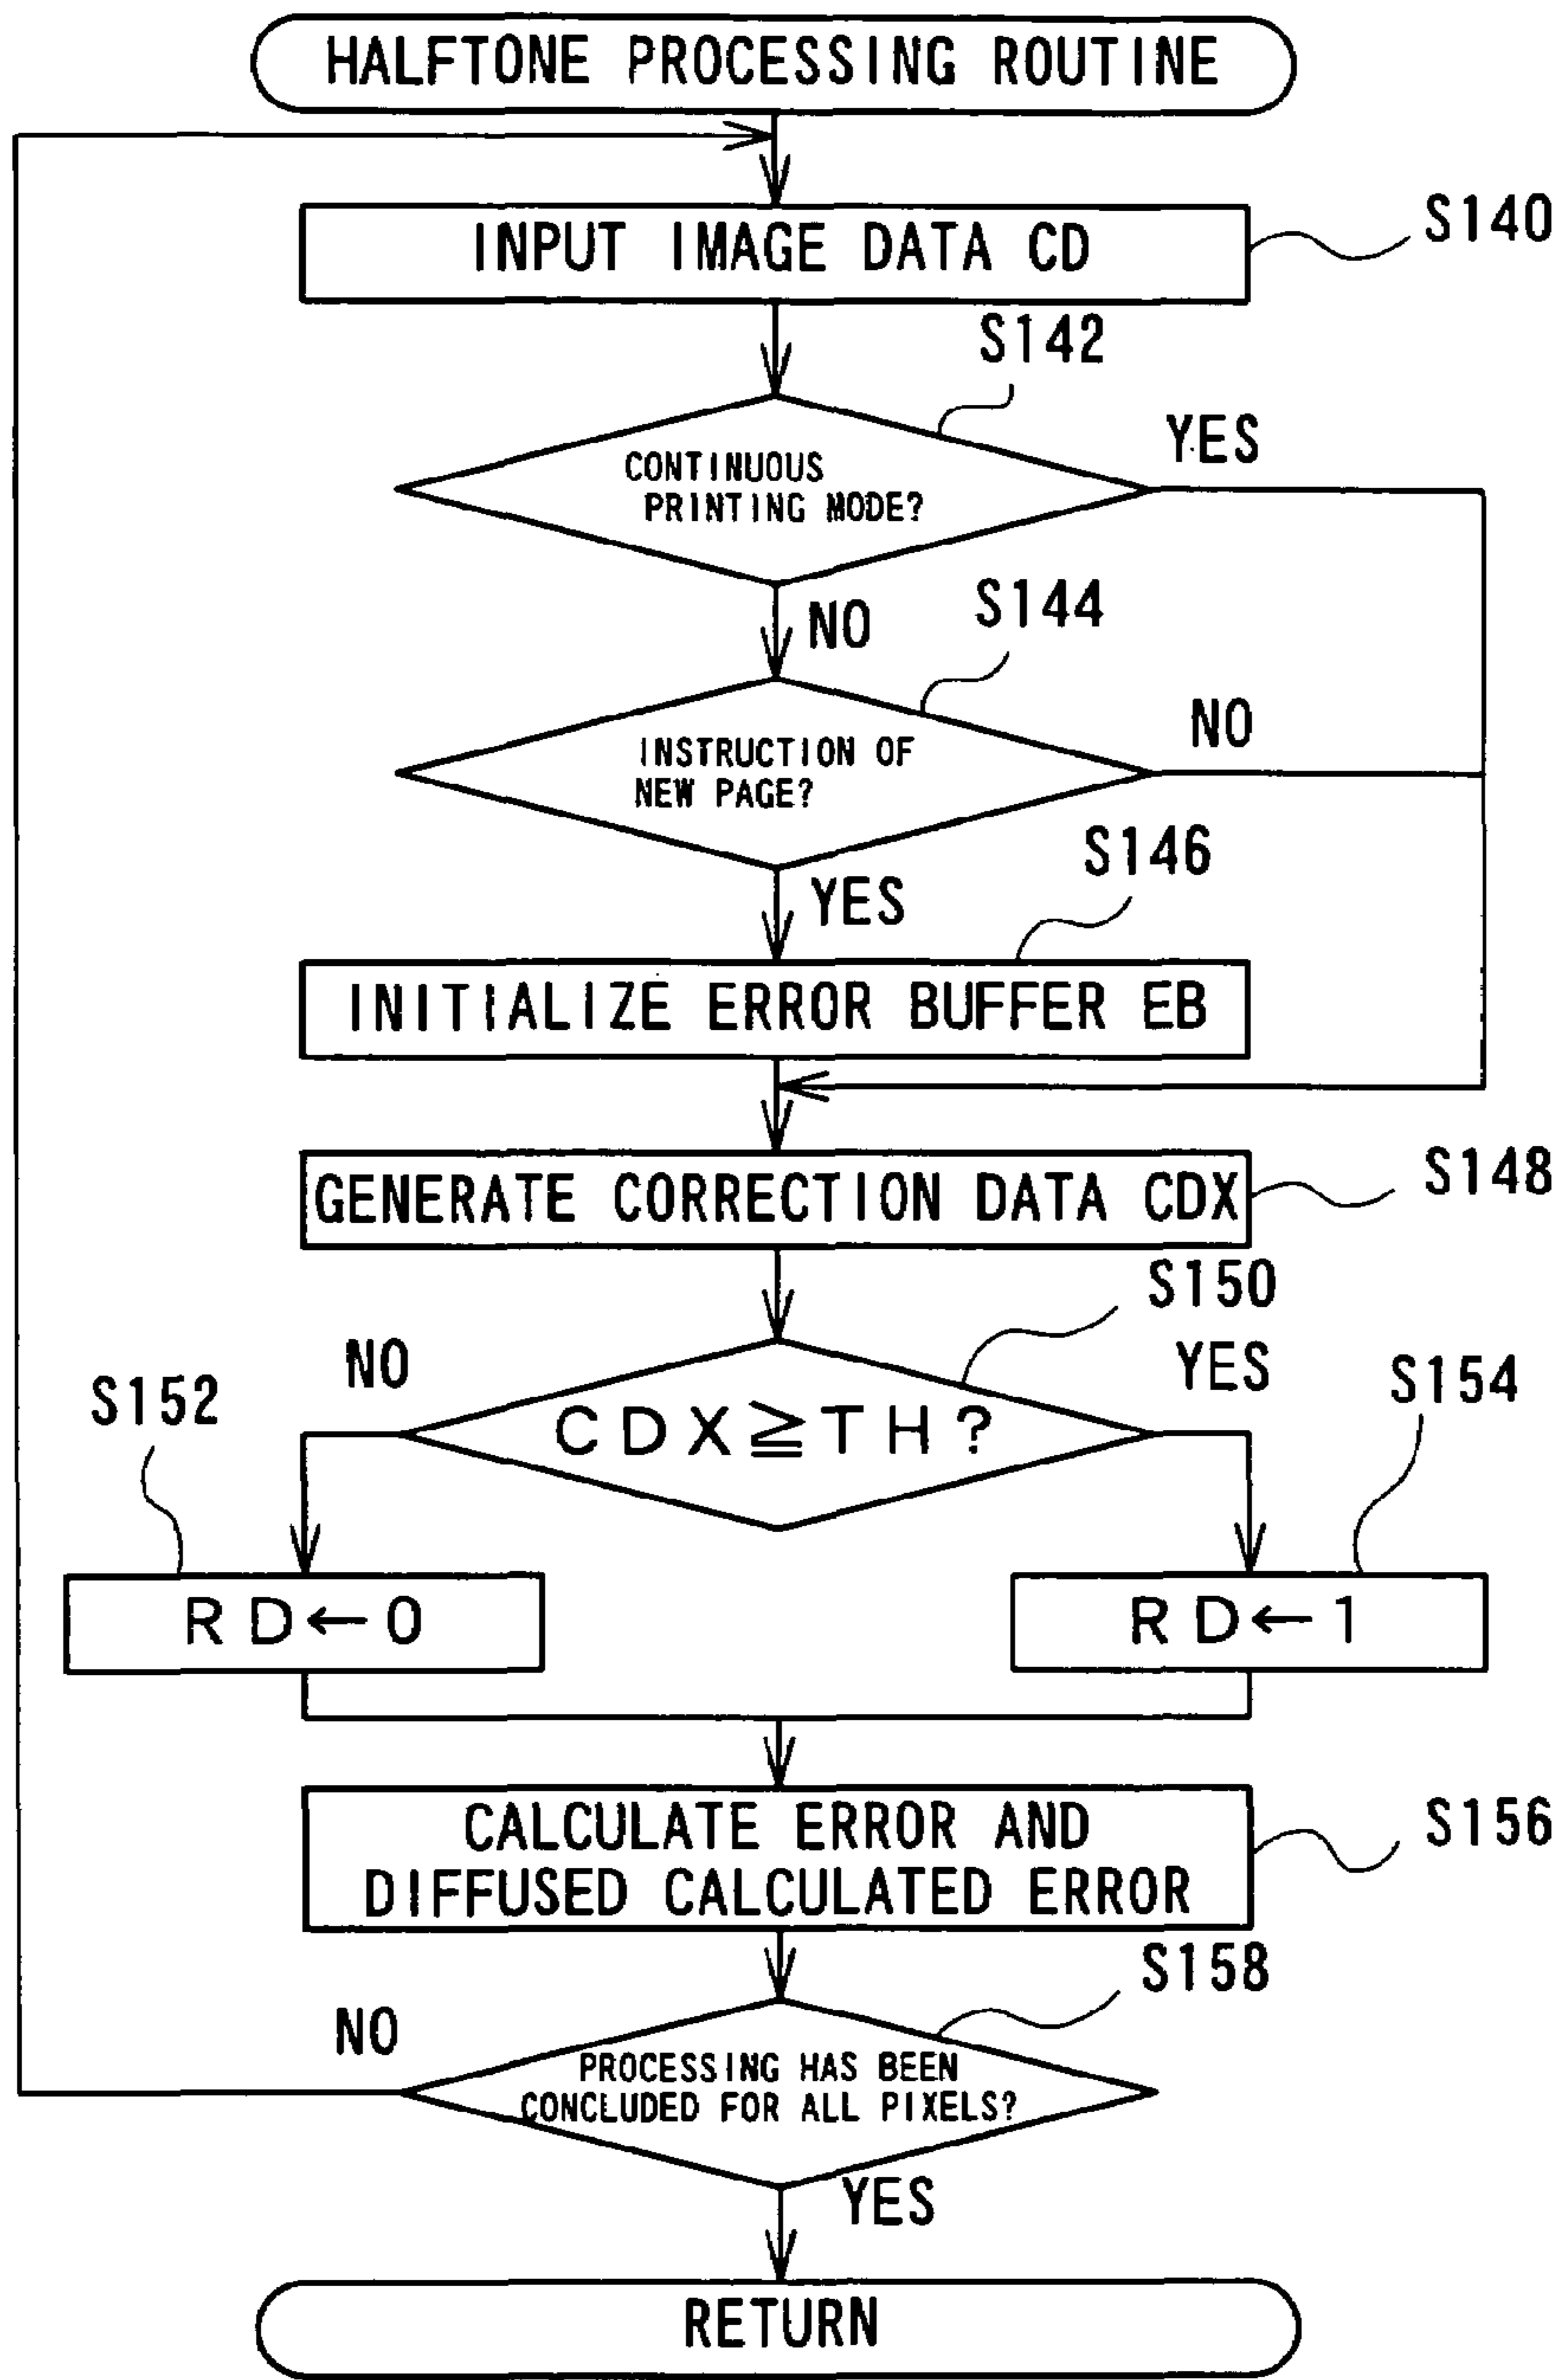 HALFTONE PROCESSING ROUTINE
INPUT IMAGE DATA CD
S140
S142
CONTINUOUS
PRINTING MODE?
YES
NO
S144
INSTRUCTION OF
NEW PAGE?
NO
YES
S146
INITIALIZE ERROR BUFFER EB
GENERATE CORRECTION DATA CDX
S148
S150
NO
CDX≧TH?
YES
S152
S154
RD←0
RD←1
CALCULATE ERROR AND
DIFFUSED CALCULATED ERROR
S156
S158
NO
PROCESSING HAS BEEN
CONCLUDED FOR ALL PIXELS?
YES
RETURN